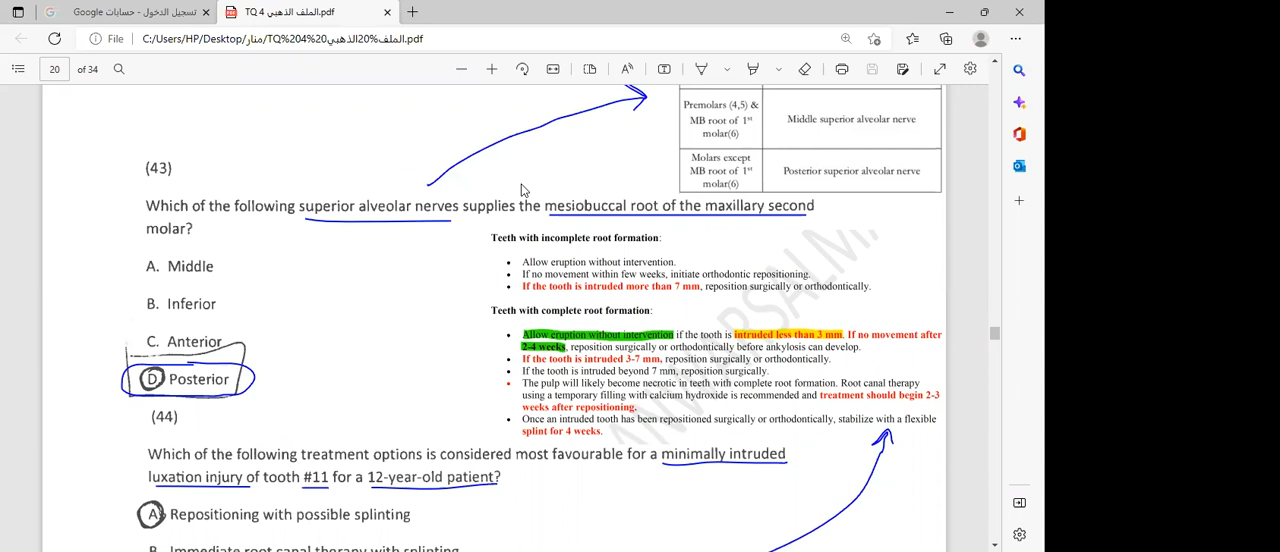 Google تسجيل الدخول - حسابات
TQ 4 الملف الذهبي.pdf
File
C:/Users/HP/Desktop/منار/TQ%204%20الملف%20الذهبي.pdf
20
of 34
Premolars (4,5) &
MB root of 1st
molar(6)
Middle superior alveolar nerve
Molars except
MB root of 1st
molar(6)
Posterior superior alveolar nerve
(43)
Which of the following superior alveolar nerves supplies the mesiobuccal root of the maxillary second
molar?
A. Middle
B. Inferior
C. Anterior
D. Posterior
Teeth with incomplete root formation:
• Allow eruption without intervention.
• If no movement within few weeks, initiate orthodontic repositioning.
• If the tooth is intruded more than 7 mm, reposition surgically or orthodontically.
Teeth with complete root formation:
• Allow eruption without intervention if the tooth is intruded less than 3 mm. If no movement after
2-4 weeks, reposition surgically or orthodontically before ankylosis can develop.
• If the tooth is intruded 3-7 mm, reposition surgically or orthodontically.
• If the tooth is intruded beyond 7 mm, reposition surgically.
• The pulp will likely become necrotic in teeth with complete root formation. Root canal therapy
using a temporary filling with calcium hydroxide is recommended and treatment should begin 2-3
weeks after repositioning.
• Once an intruded tooth has been repositioned surgically or orthodontically, stabilize with a flexible
splint for 4 weeks.
(44)
Which of the following treatment options is considered most favourable for a minimally intruded
luxation injury of tooth #11 for a 12-year-old patient?
A. Repositioning with possible splinting
B. Immediate root canal therapy with splinting